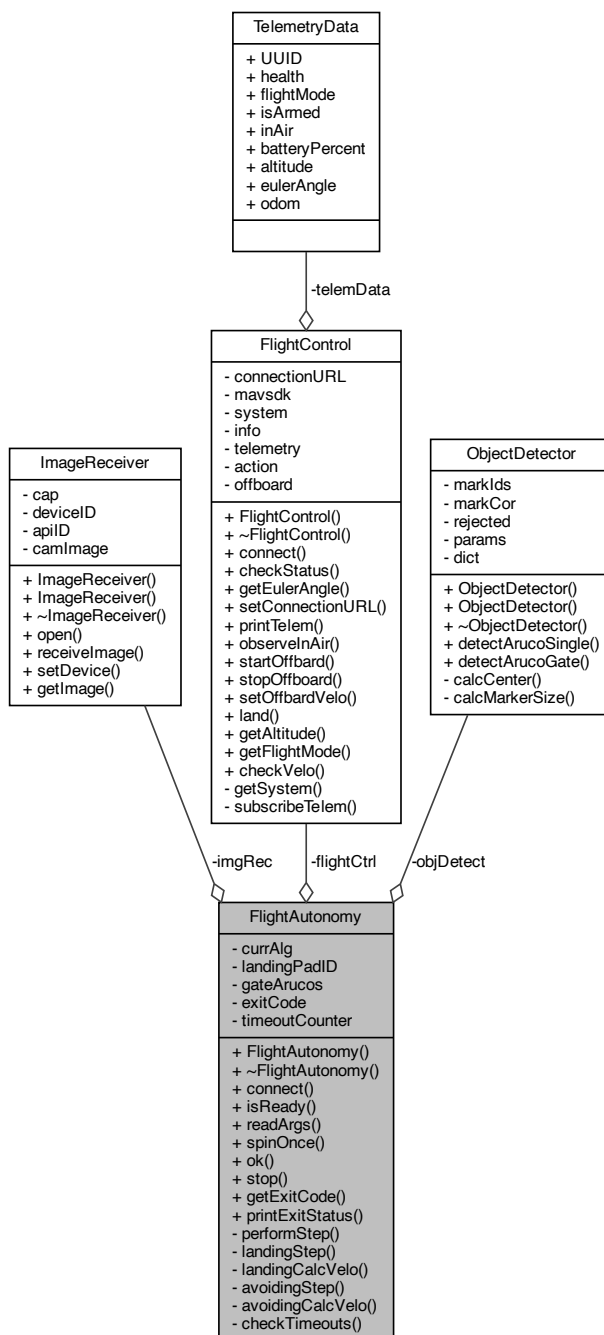 TelemetryData
+ UUID
+ health
+ flightMode
+ isArmed
+ inAir
+ batteryPercent
+ altitude
+ eulerAngle
+ odom
-telemData
FlightControl
- connectionURL
- mavsdk
- system
- info
- telemetry
- action
- offboard
+ FlightControl()
+ ~FlightControl()
+ connect()
+ checkStatus()
+ getEulerAngle()
+ setConnectionURL()
+ printTelem()
+ observeInAir()
+ startOffbard()
+ stopOffboard()
+ setOffbardVelo()
+ land()
+ getAltitude()
+ getFlightMode()
+ checkVelo()
- getSystem()
- subscribeTelem()
ImageReceiver
- cap
- deviceID
- apiID
- camImage
+ ImageReceiver()
+ ImageReceiver()
+ ~ImageReceiver()
+ open()
+ receiveImage()
+ setDevice()
+ getImage()
ObjectDetector
- markIds
- markCor
- rejected
- params
- dict
+ ObjectDetector()
+ ObjectDetector()
+ ~ObjectDetector()
+ detectArucoSingle()
+ detectArucoGate()
- calcCenter()
- calcMarkerSize()
-imgRec
-flightCtrl
-objDetect
FlightAutonomy
- currAlg
- landingPadID
- gateArucos
- exitCode
- timeoutCounter
+ FlightAutonomy()
+ ~FlightAutonomy()
+ connect()
+ isReady()
+ readArgs()
+ spinOnce()
+ ok()
+ stop()
+ getExitCode()
+ printExitStatus()
- performStep()
- landingStep()
- landingCalcVelo()
- avoidingStep()
- avoidingCalcVelo()
- checkTimeouts()